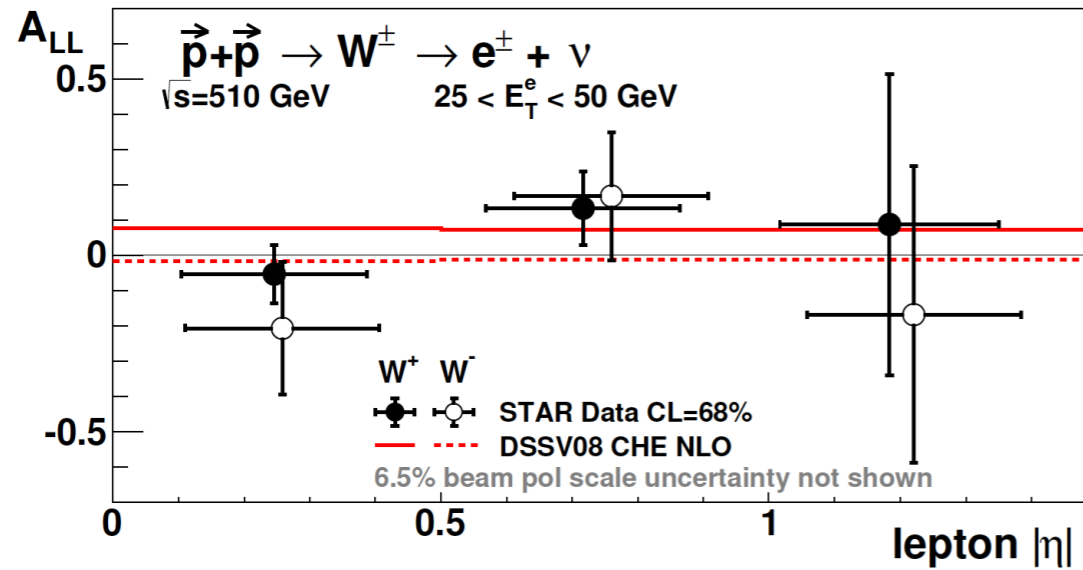 A_LL
p⃗+p⃗ → W^± → e^± + ν
√s=510 GeV 25 < E_T^e < 50 GeV
0.5
0
-0.5
W^+ W^-
STAR Data CL=68%
DSSV08 CHE NLO
6.5% beam pol scale uncertainty not shown
0 0.5 1
lepton |η|